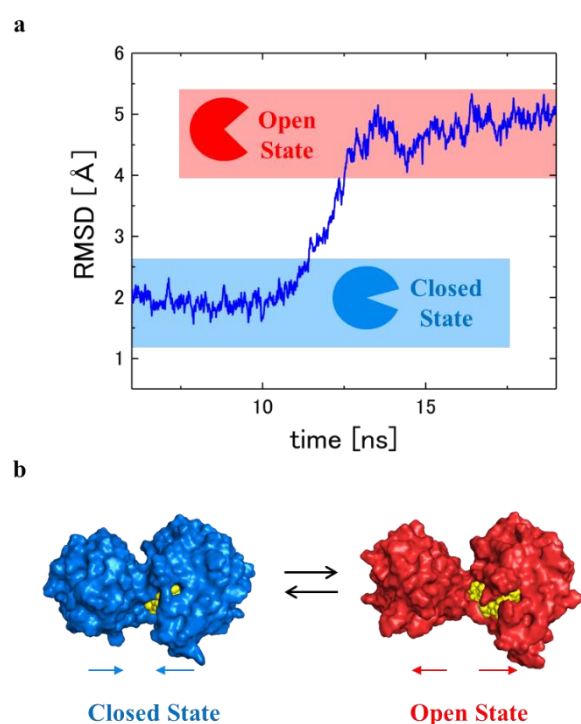 a
6
5
4
3
2
1
RMSD [Å]
Open
State
Closed
State
10
15
time [ns]
b
Closed State
Open State